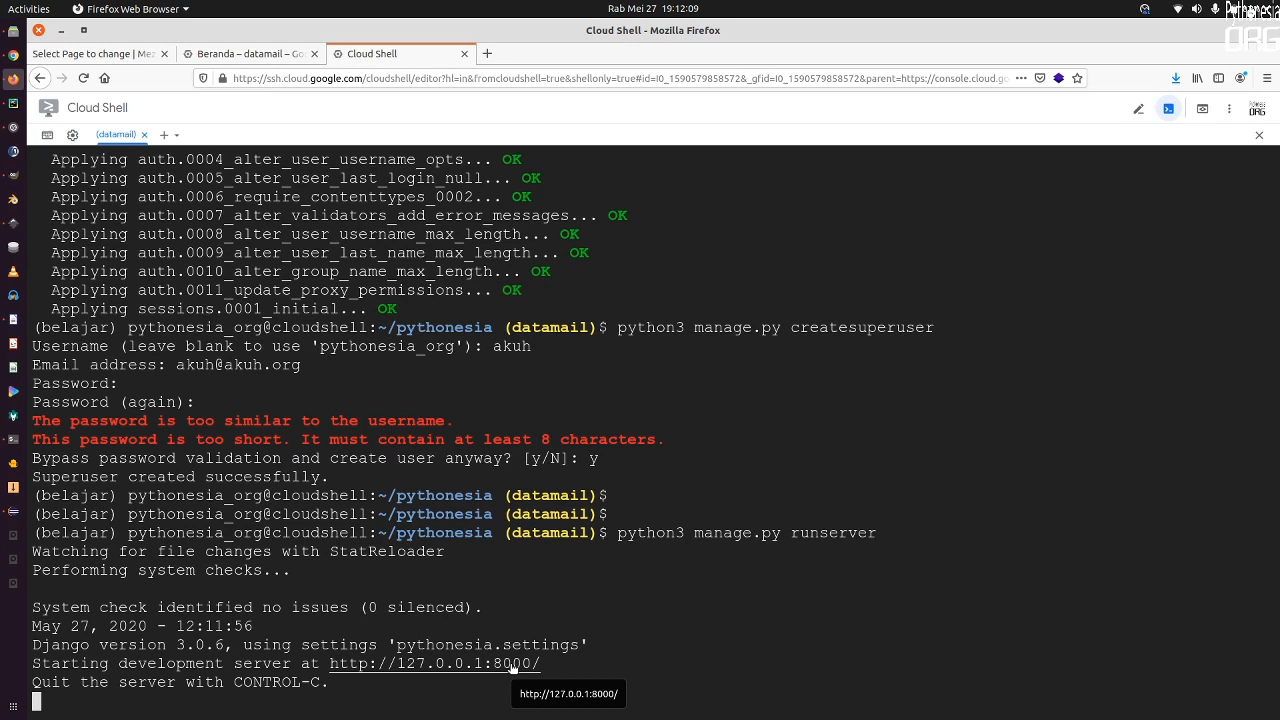 Activities
Firefox Web Browser
Rab Mei 27 19:12:09
Pythonesia
ORG
Cloud Shell - Mozilla Firefox
Select Page to change | Mez
Beranda – datamail – Goo
Cloud Shell
https://ssh.cloud.google.com/cloudshell/editor?hl=in&fromcloudshell=true&shellonly=true#id=I0_1590579858572&_gfid=I0_1590579858572&parent=https://console.cloud.go
Cloud Shell
(datamail)
Applying auth.0004_alter_user_username_opts... OK
Applying auth.0005_alter_user_last_login_null... OK
Applying auth.0006_require_contenttypes_0002... OK
Applying auth.0007_alter_validators_add_error_messages... OK
Applying auth.0008_alter_user_username_max_length... OK
Applying auth.0009_alter_user_last_name_max_length... OK
Applying auth.0010_alter_group_name_max_length... OK
Applying auth.0011_update_proxy_permissions... OK
Applying sessions.0001_initial... OK
(belajar) pythonesia_org@cloudshell:~/pythonesia (datamail)$ python3 manage.py createsuperuser
Username (leave blank to use 'pythonesia_org'): akuh
Email address: akuh@akuh.org
Password:
Password (again):
The password is too similar to the username.
This password is too short. It must contain at least 8 characters.
Bypass password validation and create user anyway? [y/N]: y
Superuser created successfully.
(belajar) pythonesia_org@cloudshell:~/pythonesia (datamail)$
(belajar) pythonesia_org@cloudshell:~/pythonesia (datamail)$
(belajar) pythonesia_org@cloudshell:~/pythonesia (datamail)$ python3 manage.py runserver
Watching for file changes with StatReloader
Performing system checks...
System check identified no issues (0 silenced).
May 27, 2020 - 12:11:56
Django version 3.0.6, using settings 'pythonesia.settings'
Starting development server at http://127.0.0.1:8000/
Quit the server with CONTROL-C.
http://127.0.0.1:8000/